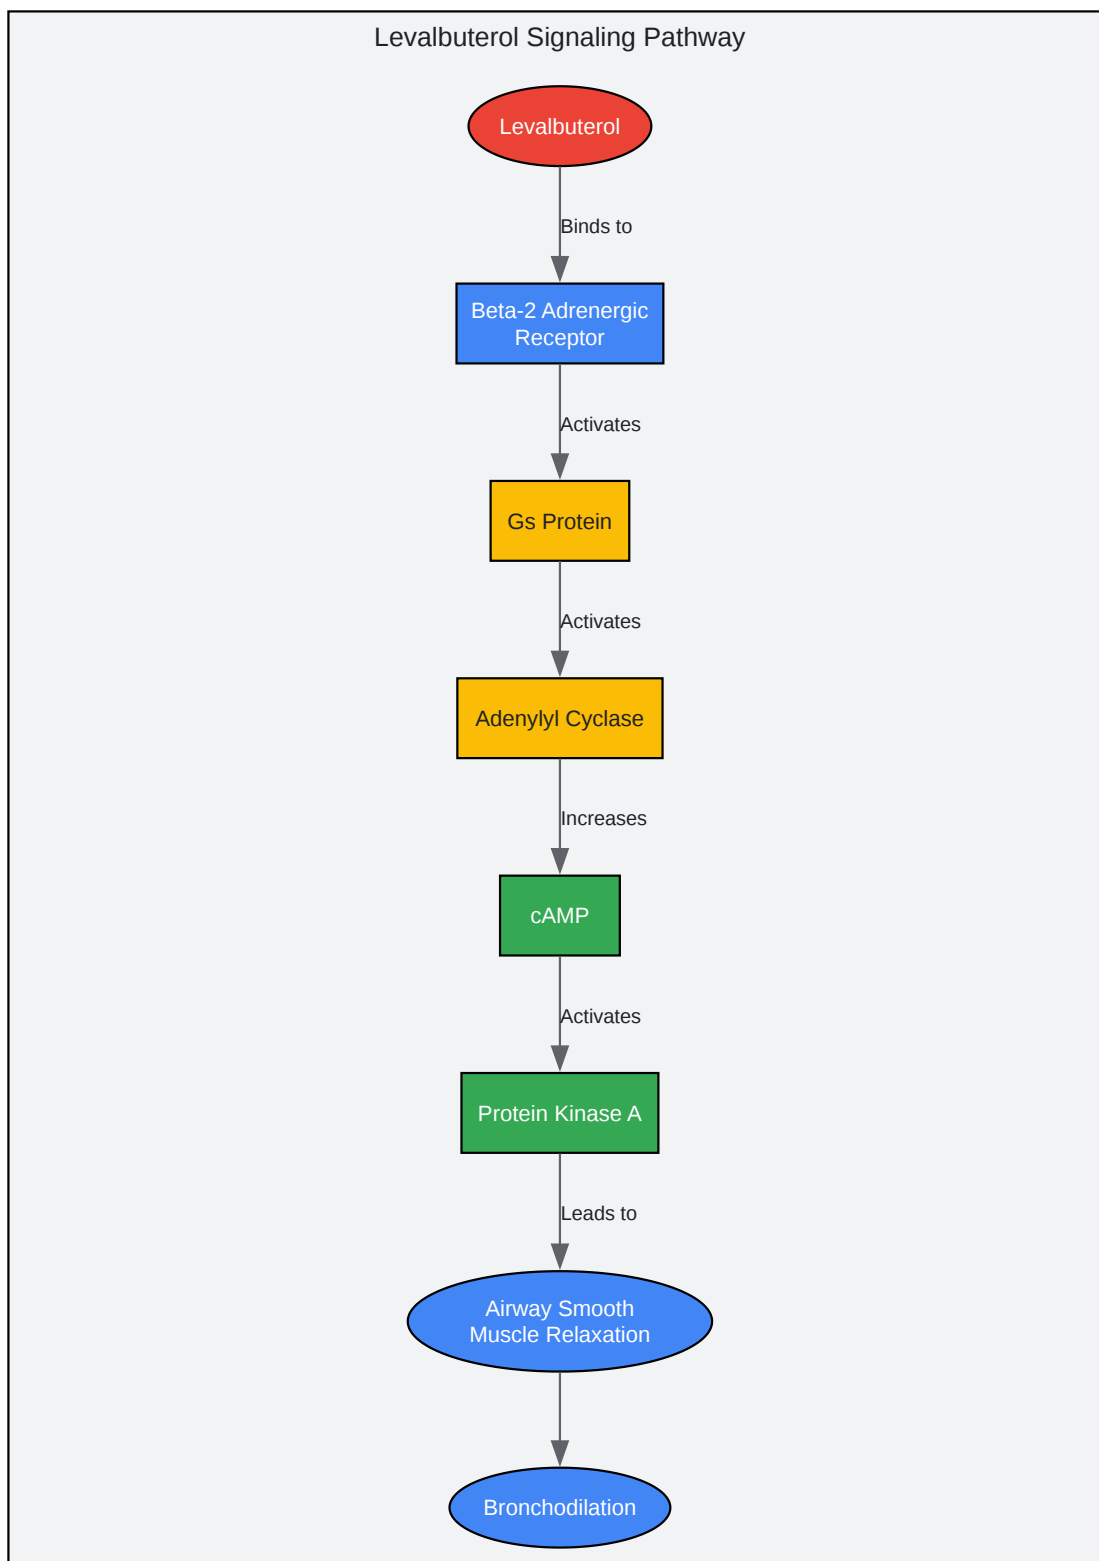 Levalbuterol Signaling Pathway
Levalbuterol
Binds to
Beta-2 Adrenergic
Receptor
Activates
Gs Protein
Activates
Adenylyl Cyclase
Increases
cAMP
Activates
Protein Kinase A
Leads to
Airway Smooth
Muscle Relaxation
Bronchodilation